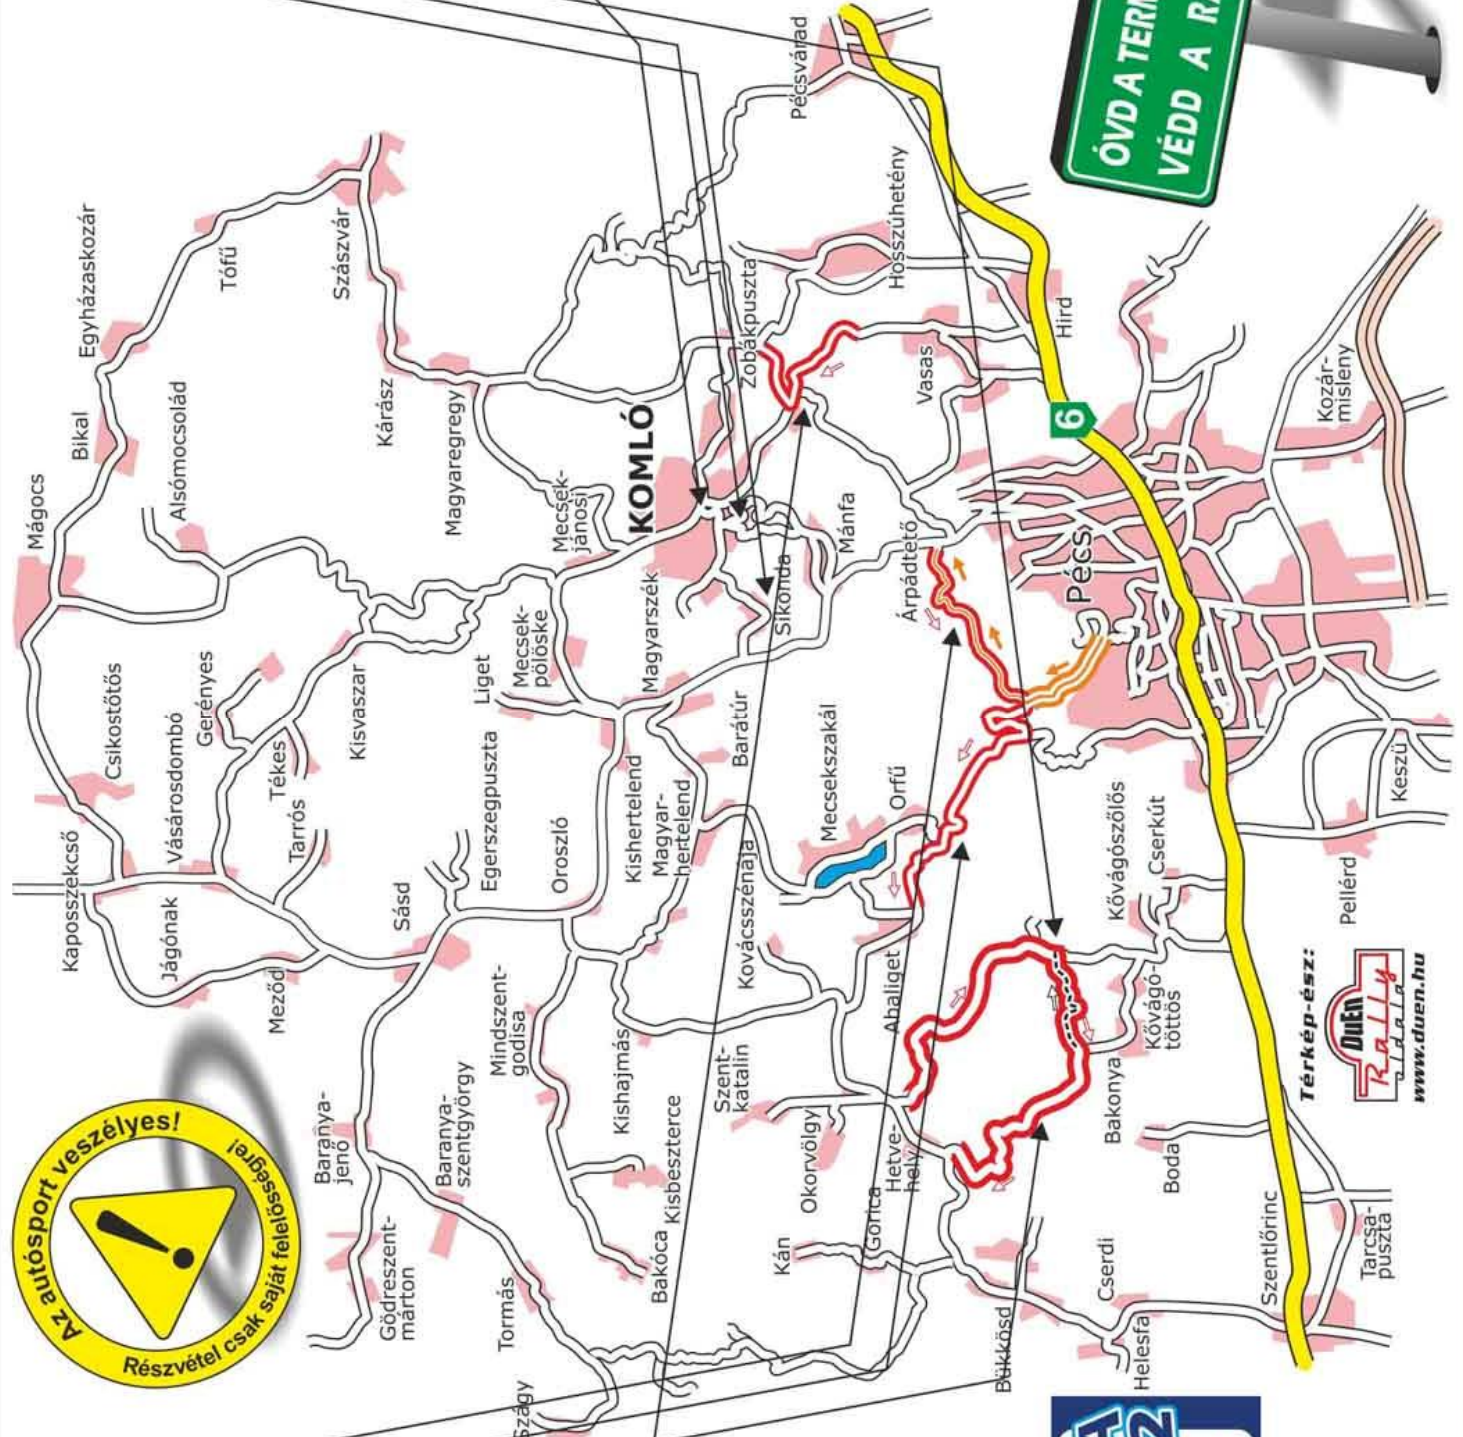 Az autósport veszélyes!
Részvétel csak saját felelősségre!
ÓVD A TERM
VÉDD A R
Mágocs
Bikal
Egyházaskozár
Alsómocsolád
Tófű
Szászvár
Kárász
Magyaregregy
Mecsek-
jánosi
KOMLÓ
Zobákpuszta
Pécsvárad
Hosszúhetény
Vasas
Hird
Kozár-
misleny
6
Pécs
Mánfa
Sikonda
Árpádtető
Magyarszék
Mecsek-
pölöske
Liget
Kisvaszar
Gerényes
Tékes
Tarrós
Csikostőtős
Vásárosdombó
Kaposszekcső
Jágónak
Meződ
Sásd
Egerszegpuszta
Oroszló
Kishertelend
Magyar-
hertelend
Barátúr
Mecsekszakál
Orfű
Kovácsszénája
Abaliget
Kővágószőlős
Cserkút
Keszü
Pellérd
Kővágó-
töttös
Bakonya
Boda
Mindszent-
godisa
Kishajmás
Szent-
katalin
Okorvölgy
Hetve-
hely
Gorica
Kán
Kisbeszterce
Bakóca
Baranya-
jenő
Baranya-
szentgyörgy
Gödreszent-
márton
Tormás
Szágy
Bükkösd
Cserdi
Helesfa
Szentlőrinc
Tarcsa-
puszta
Térkép-ész:
DuEn
Rally
oldala
www.duen.hu